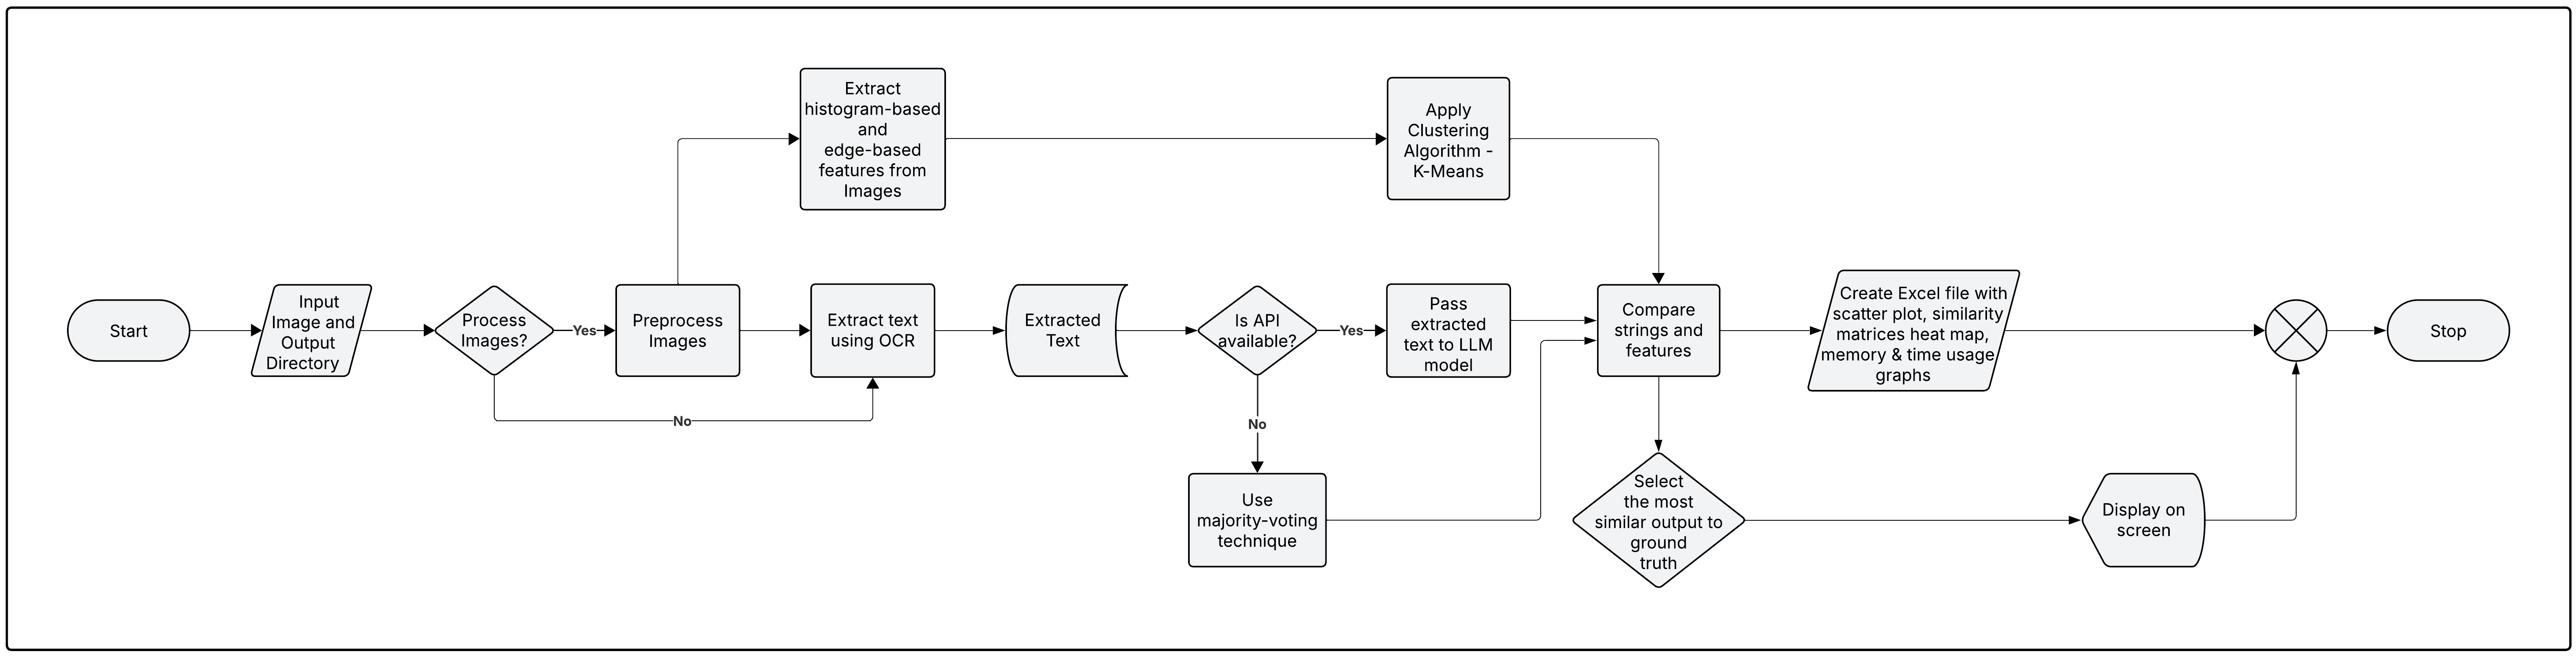 Extract
histogram-based
and
edge-based
features from
Images
Apply
Clustering
Algorithm -
K-Means
Start
Input
Image and
Output
Directory
Process
Images?
Yes
Preprocess
Images
Extract text
using OCR
Extracted
Text
Is API
available?
Yes
Pass
extracted
text to LLM
model
Compare
strings and
features
Create Excel file with
scatter plot, similarity
matrices heat map,
memory & time usage
graphs
Stop
No
No
Use
majority-voting
technique
Select
the most
similar output to
ground
truth
Display on
screen